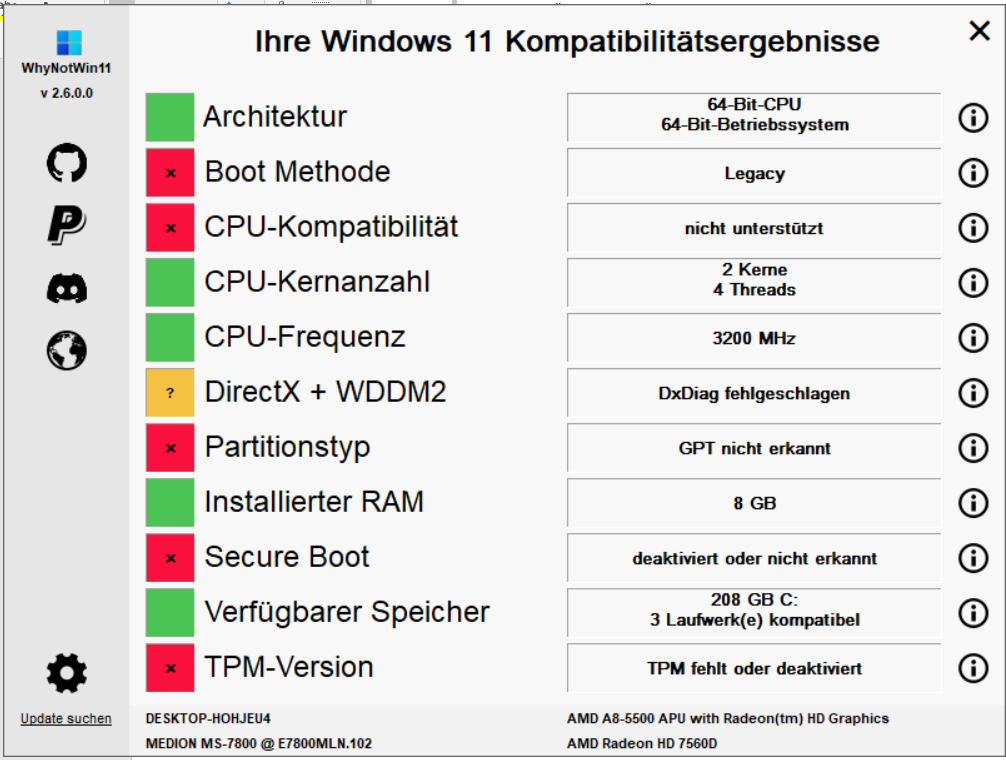 Ihre Windows 11 Kompatibilitätsergebnisse
WhyNotWin11
v 2.6.0.0
Architektur
64-Bit-CPU
64-Bit-Betriebssystem
× Boot Methode
Legacy
× CPU-Kompatibilität
nicht unterstützt
CPU-Kernanzahl
2 Kerne
4 Threads
CPU-Frequenz
3200 MHz
? DirectX + WDDM2
DxDiag fehlgeschlagen
× Partitionstyp
GPT nicht erkannt
Installierter RAM
8 GB
× Secure Boot
deaktiviert oder nicht erkannt
Verfügbarer Speicher
208 GB C:
3 Laufwerk(e) kompatibel
× TPM-Version
TPM fehlt oder deaktiviert
Update suchen
DESKTOP-HOHJEU4
AMD A8-5500 APU with Radeon(tm) HD Graphics
MEDION MS-7800 @ E7800MLN.102
AMD Radeon HD 7560D